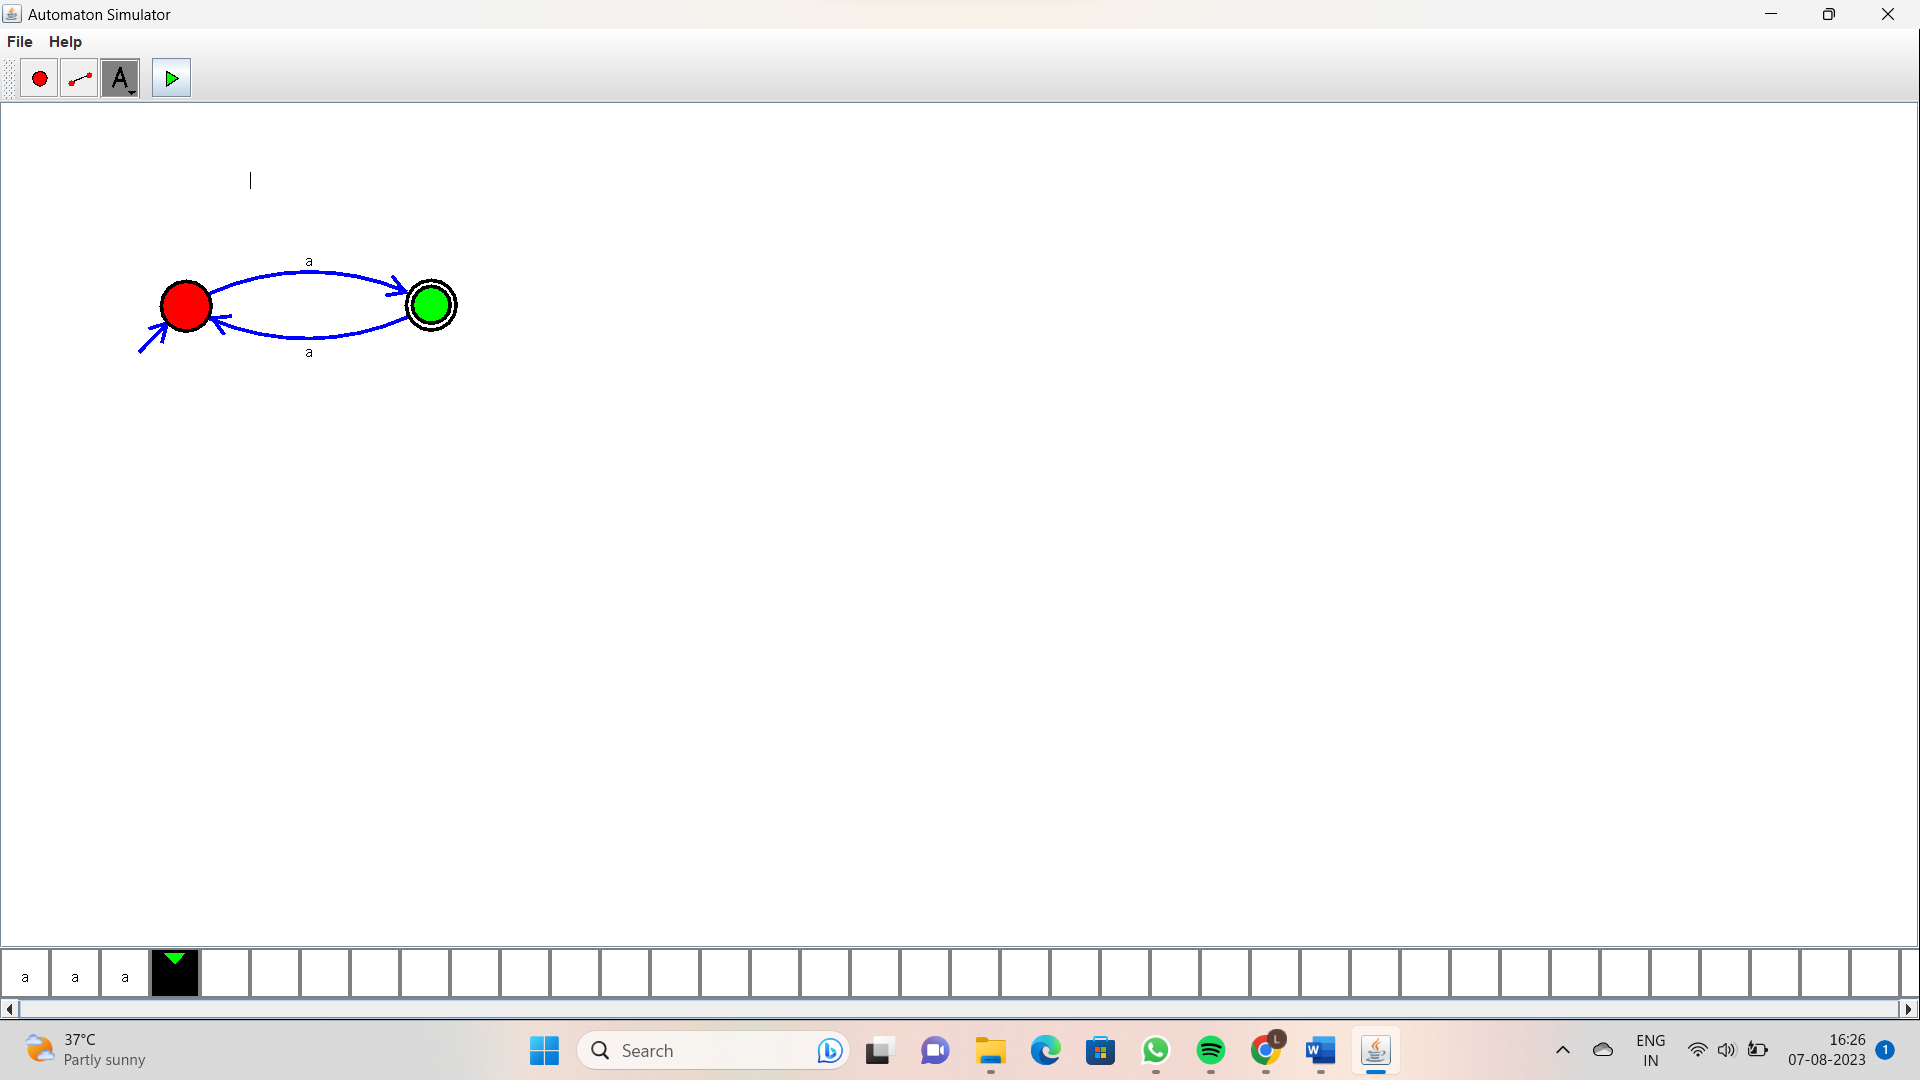 Automaton Simulator
File Help
A
a
a
a a a
37°C
Partly sunny
Search
L
W
ENG
IN
16:26
07-08-2023
1